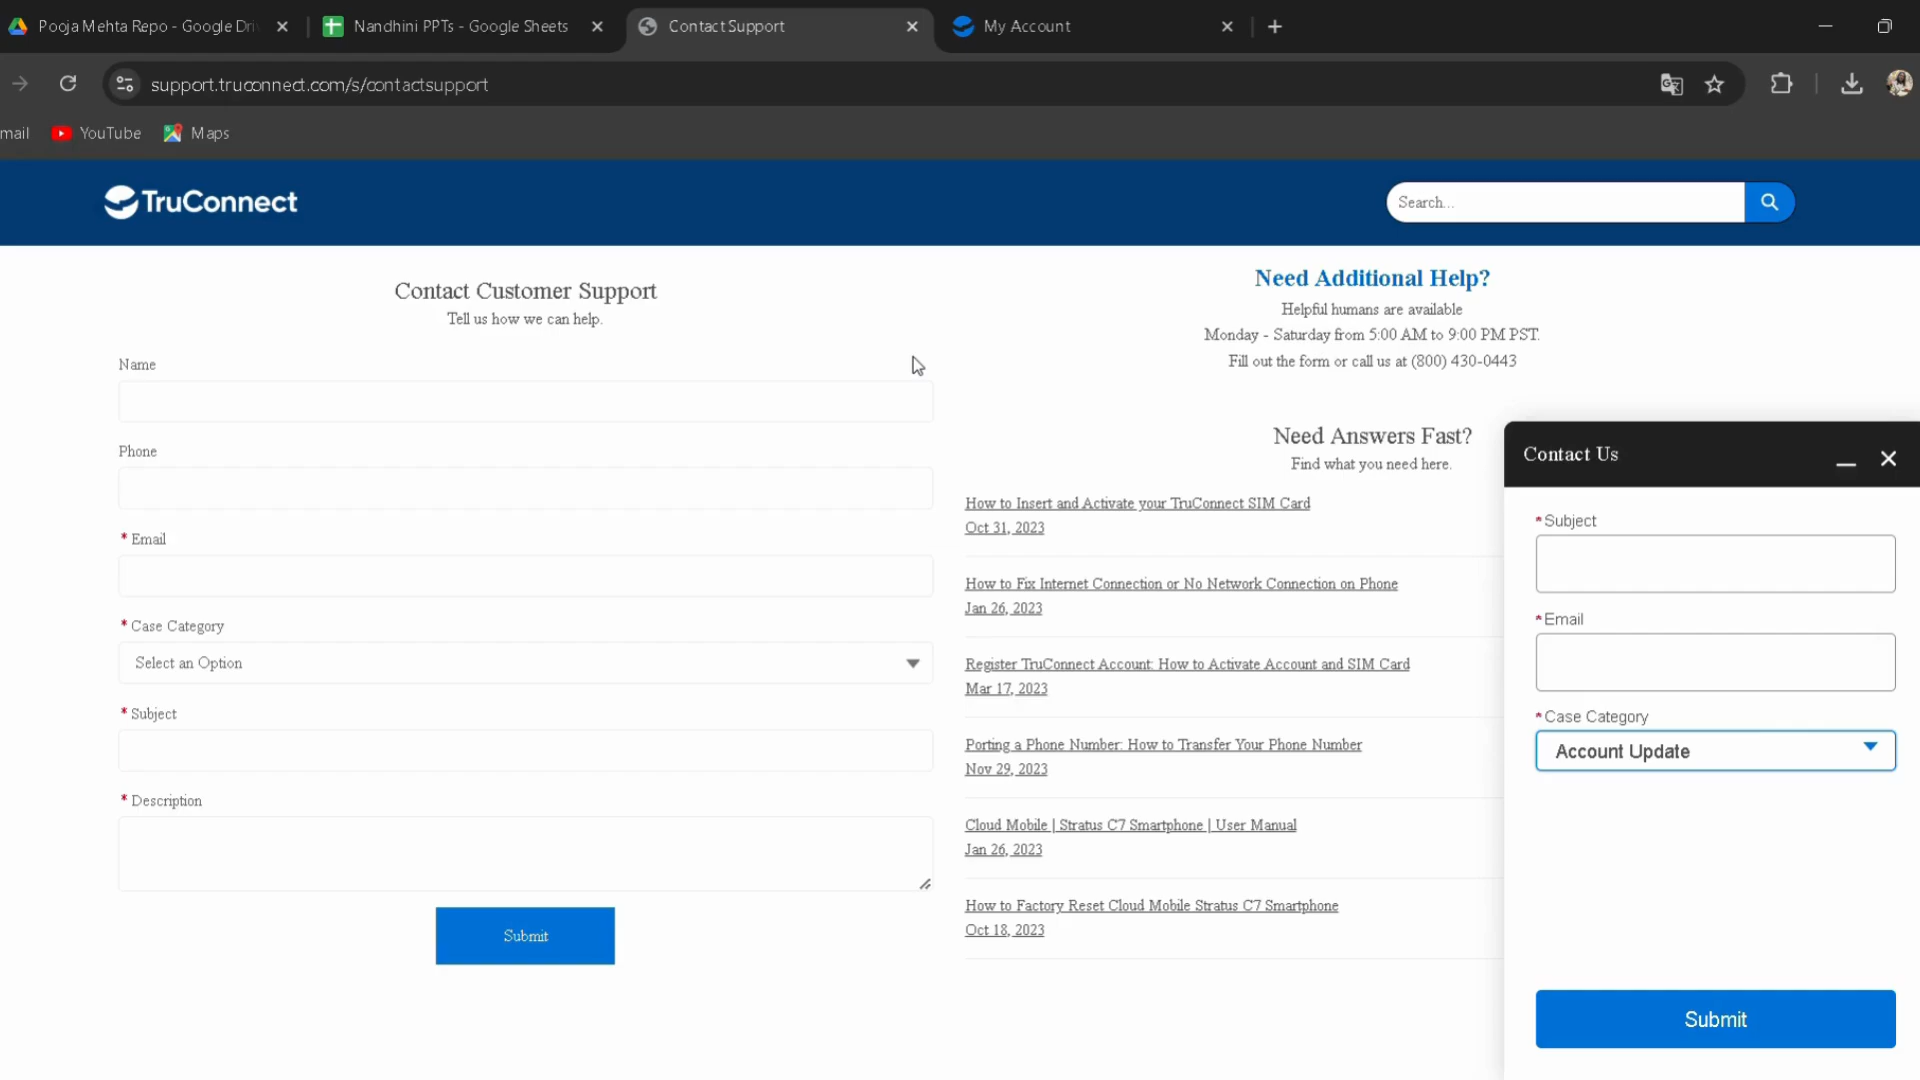 Pooja Mehta Repo - Google Dri
Nandhini PPTs - Google Sheets
Contact Support
My Account
support.truconnect.com/s/contactsupport
mail
YouTube
Maps
TruConnect
Search...
Contact Customer Support
Tell us how we can help.
Name
Phone
* Email
* Case Category
Select an Option
* Subject
* Description
Submit
Need Additional Help?
Helpful humans are available
Monday - Saturday from 5:00 AM to 9:00 PM PST.
Fill out the form or call us at (800) 430-0443
Need Answers Fast?
Find what you need here.
How to Insert and Activate your TruConnect SIM Card
Oct 31, 2023
How to Fix Internet Connection or No Network Connection on Phone
Jan 26, 2023
Register TruConnect Account: How to Activate Account and SIM Card
Mar 17, 2023
Porting a Phone Number: How to Transfer Your Phone Number
Nov 29, 2023
Cloud Mobile | Stratus C7 Smartphone | User Manual
Jan 26, 2023
How to Factory Reset Cloud Mobile Stratus C7 Smartphone
Oct 18, 2023
Contact Us
* Subject
* Email
* Case Category
Account Update
Submit